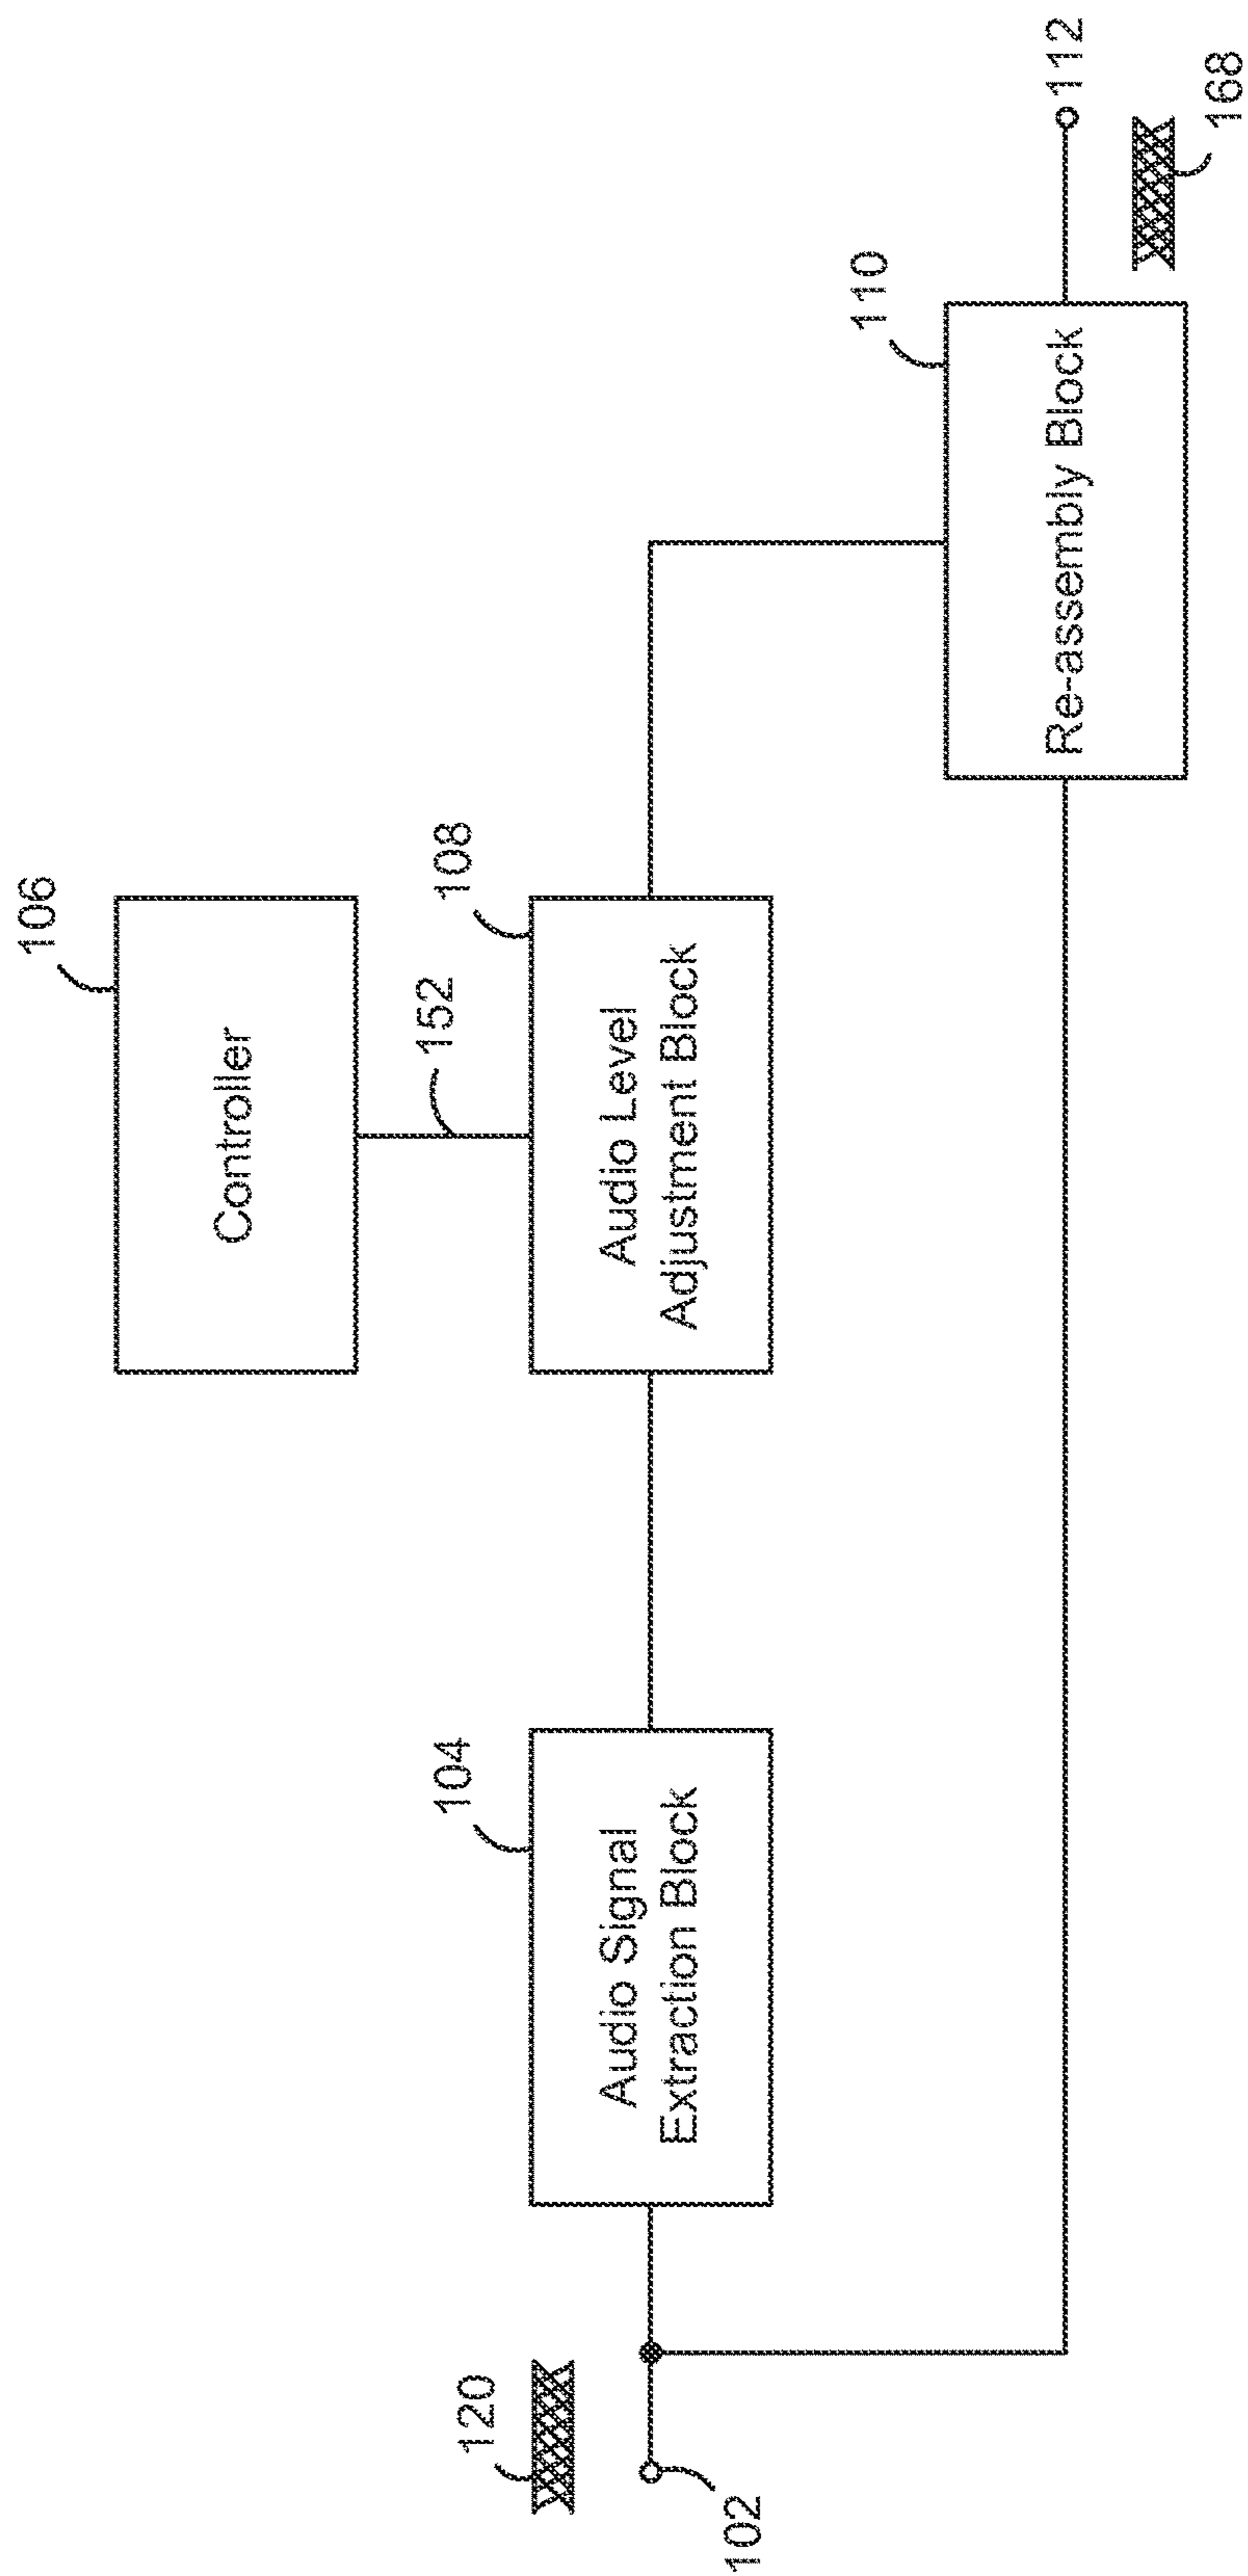 106
Controller
152
120
102
104
Audio Signal
Extraction Block
108
Audio Level
Adjustment Block
110
Re-assembly Block
112
168